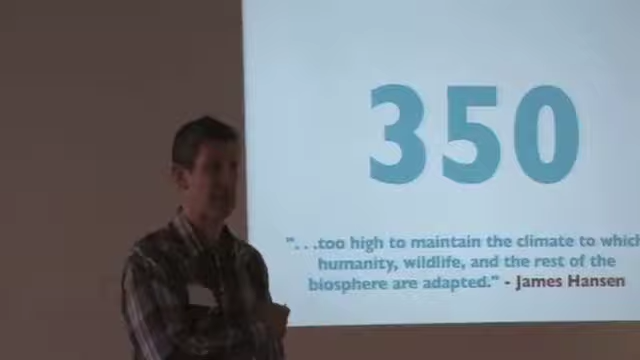 350
"...too high to maintain the climate to which
humanity, wildlife, and the rest of the
biosphere are adapted." - James Hansen